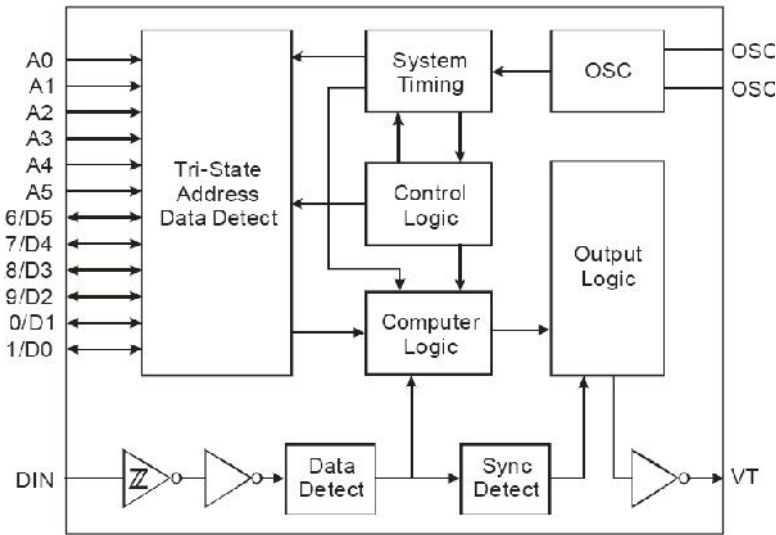 A0
A1
A2
A3
A4
A5
6/D5
7/D4
8/D3
9/D2
0/D1
1/D0
Tri-State
Address
Data Detect
System
Timing
OSC
OSC
OSC
Control
Logic
Output
Logic
Computer
Logic
DIN
Data
Detect
Sync
Detect
VT